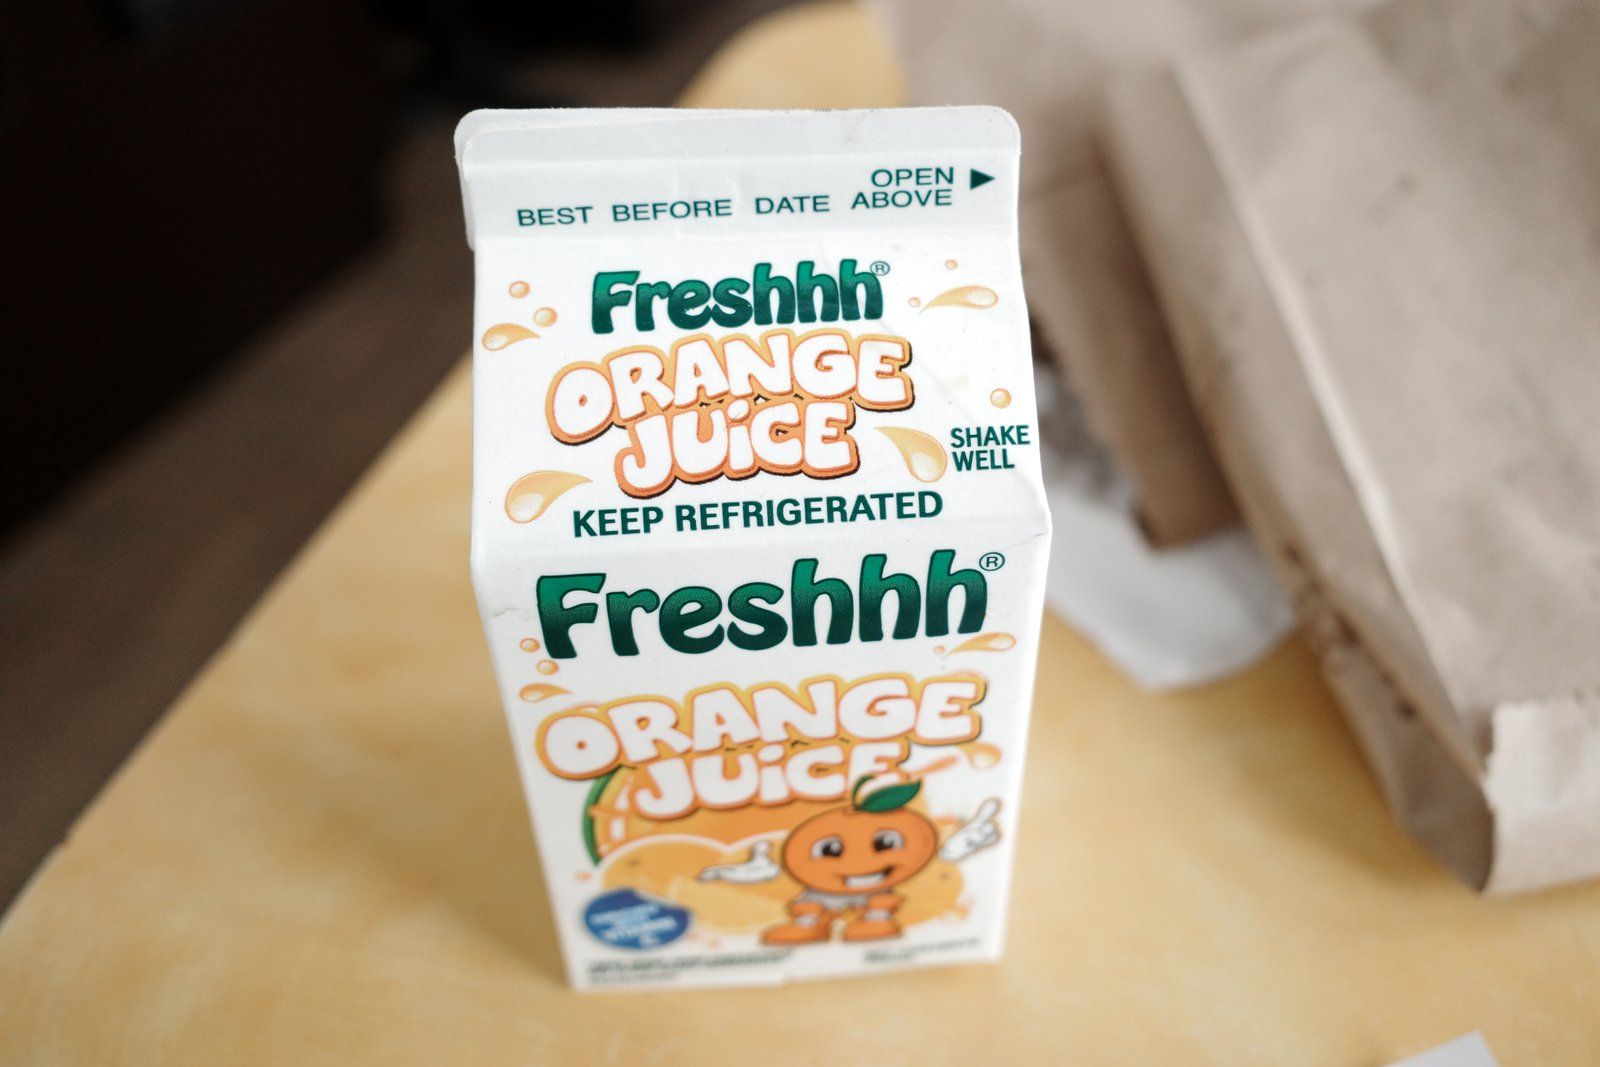 OPEN
BEST BEFORE DATE ABOVE
Freshhh®
ORANGE
JUiCE
SHAKE
WELL
KEEP REFRIGERATED
Freshhh®
ORANGE
JUiCE